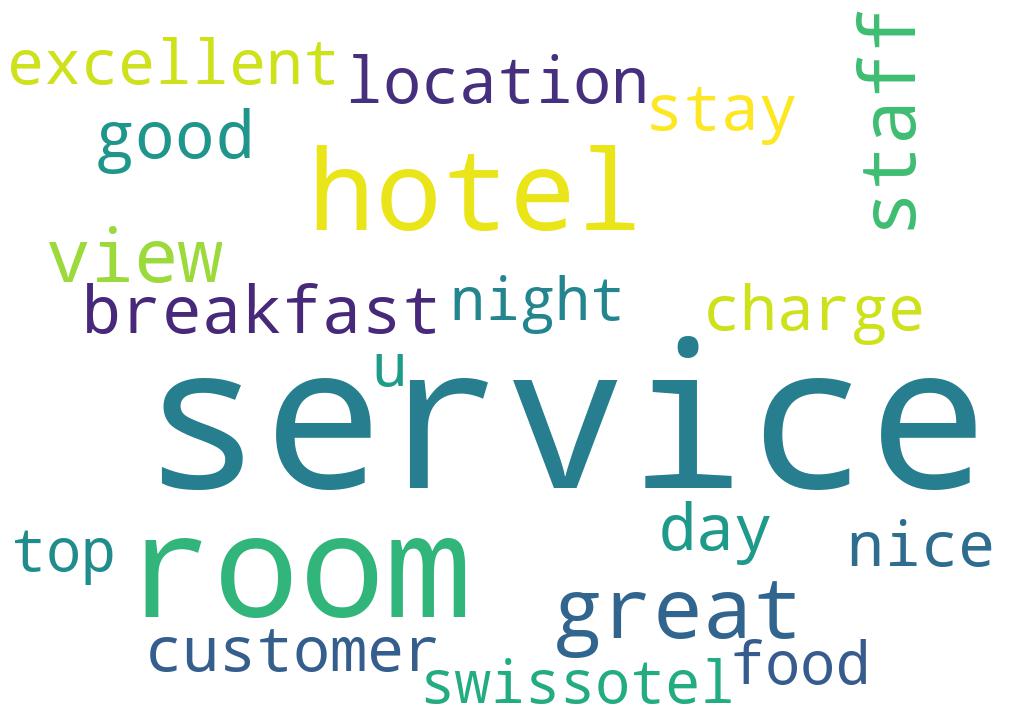 excellent
location
staff
stay
good
hotel
view
breakfast
night
charge
u
service
top
room
day
nice
great
customer
food
swissotel